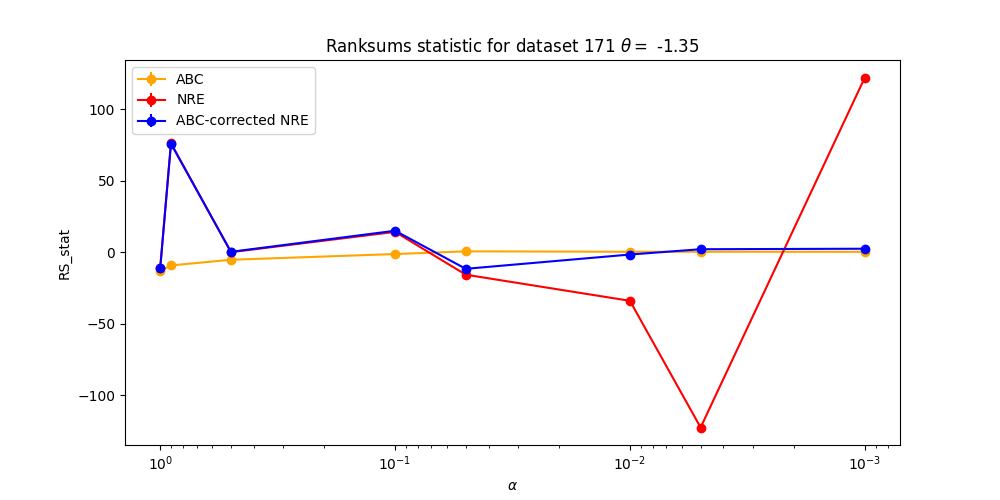 Ranksums statistic for dataset 171 θ = -1.35
ABC
NRE
ABC-corrected NRE
RS_stat
100
50
0
−50
−100
10⁰
10⁻¹
10⁻²
10⁻³
α